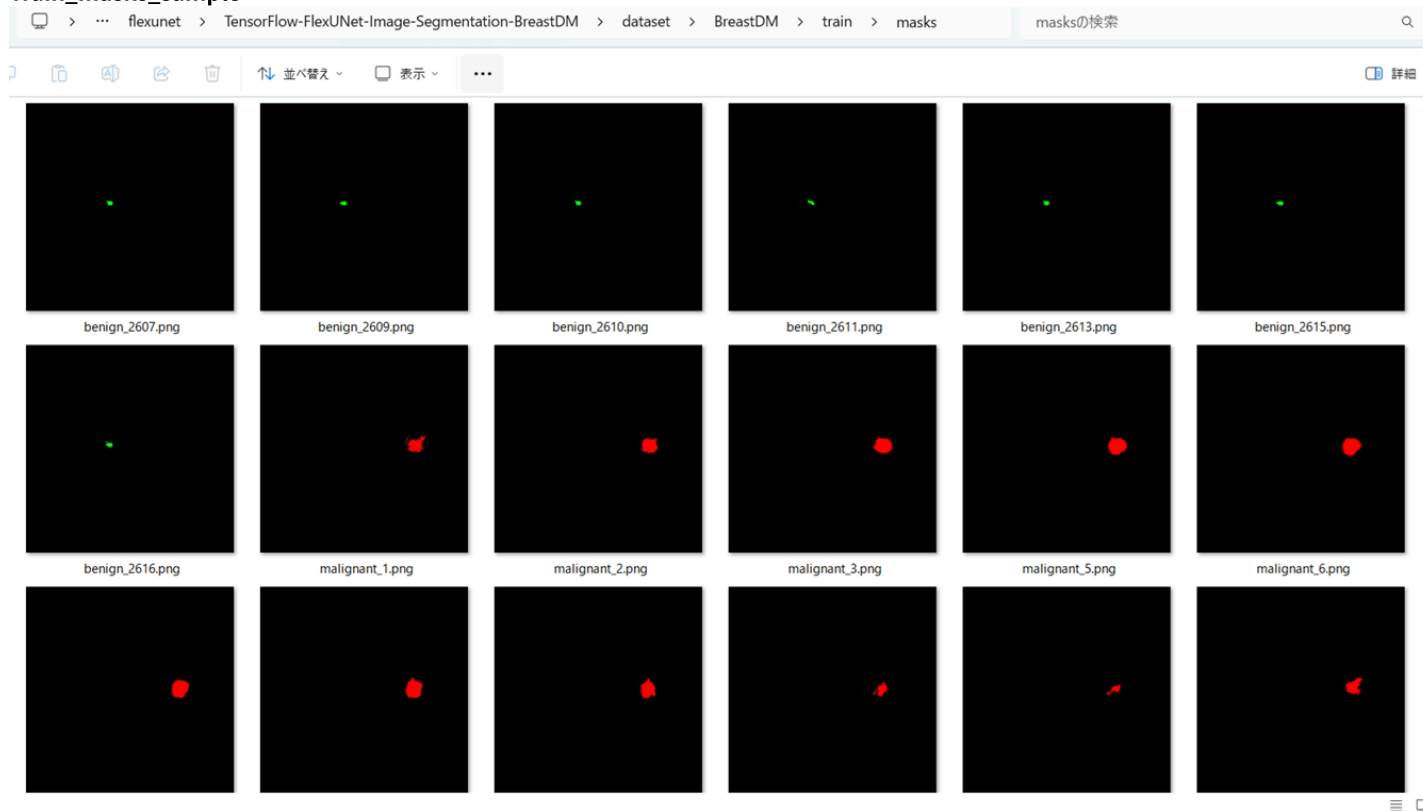 flexunet > TensorFlow-FlexUNet-Image-Segmentation-BreastDM > dataset > BreastDM > train > masks
masksの検索
並べ替え 表示 ...
詳細
benign_2607.png
benign_2609.png
benign_2610.png
benign_2611.png
benign_2613.png
benign_2615.png
benign_2616.png
malignant_1.png
malignant_2.png
malignant_3.png
malignant_5.png
malignant_6.png